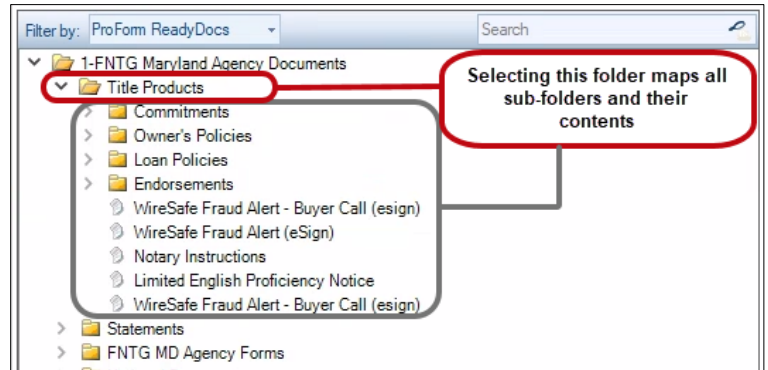 Filter by: ProForm ReadyDocs
Search
1-FNTG Maryland Agency Documents
Title Products
Selecting this folder maps all
sub-folders and their
contents
Commitments
Owner's Policies
Loan Policies
Endorsements
WireSafe Fraud Alert - Buyer Call (esign)
WireSafe Fraud Alert (eSign)
Notary Instructions
Limited English Proficiency Notice
WireSafe Fraud Alert - Buyer Call (esign)
Statements
FNTG MD Agency Forms